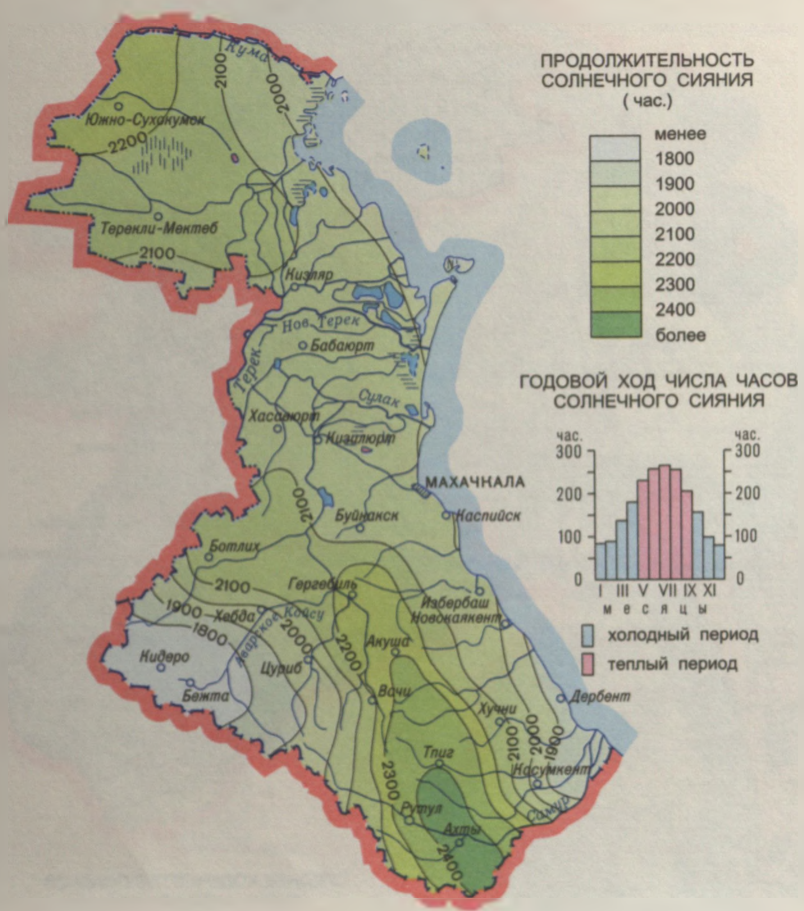 ПРОДОЛЖИТЕЛЬНОСТЬ
СОЛНЕЧНОГО СИЯНИЯ
( час.)
менее
1800
1900
2000
2100
2200
2300
2400
более
ГОДОВОЙ ХОД ЧИСЛА ЧАСОВ
СОЛНЕЧНОГО СИЯНИЯ
час. час.
300 300
200 200
100 100
0 0
I III V VII IX XI
м е с я ц ы
холодный период
теплый период
Кума
2100
2000
Южно-Сухокумск
2200
Терекли-Мектеб
2100
Кизляр
Нов. Терек
Бабаюрт
Терек
Сулак
Хасавюрт
Кизилюрт
МАХАЧКАЛА
2100
Буйнакск
Каспийск
Ботлих
2100
Гергебиль
Избербаш
1900
Хебда
Новокаякент
1800
Аварское Койсу
2000
2200
Акуша
Кидеро
Цуриб
Бежта
Вачи
Дербент
Хучни
2100
2000
1900
Тпиг
2300
Касумкент
Рутул
Самур
Ахты
2400